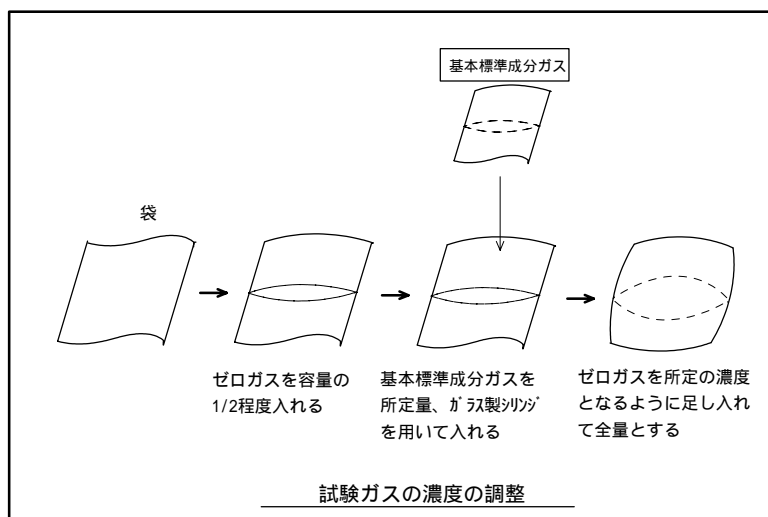 基本標準成分ガス
袋
ゼロガスを容量の
1/2程度入れる
基本標準成分ガスを
所定量、ガラス製シリンジ
を用いて入れる
ゼロガスを所定の濃度
となるように足し入れ
て全量とする
試験ガスの濃度の調整